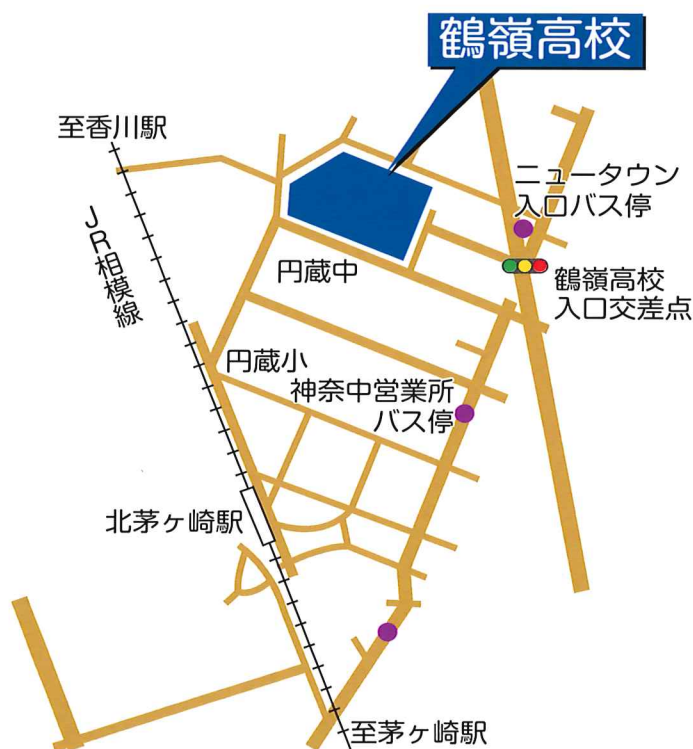 鶴嶺高校
至香川駅
JR相模線
ニュータウン
入口バス停
円蔵中
鶴嶺高校
入口交差点
円蔵小
神奈中営業所
バス停
北茅ヶ崎駅
至茅ヶ崎駅